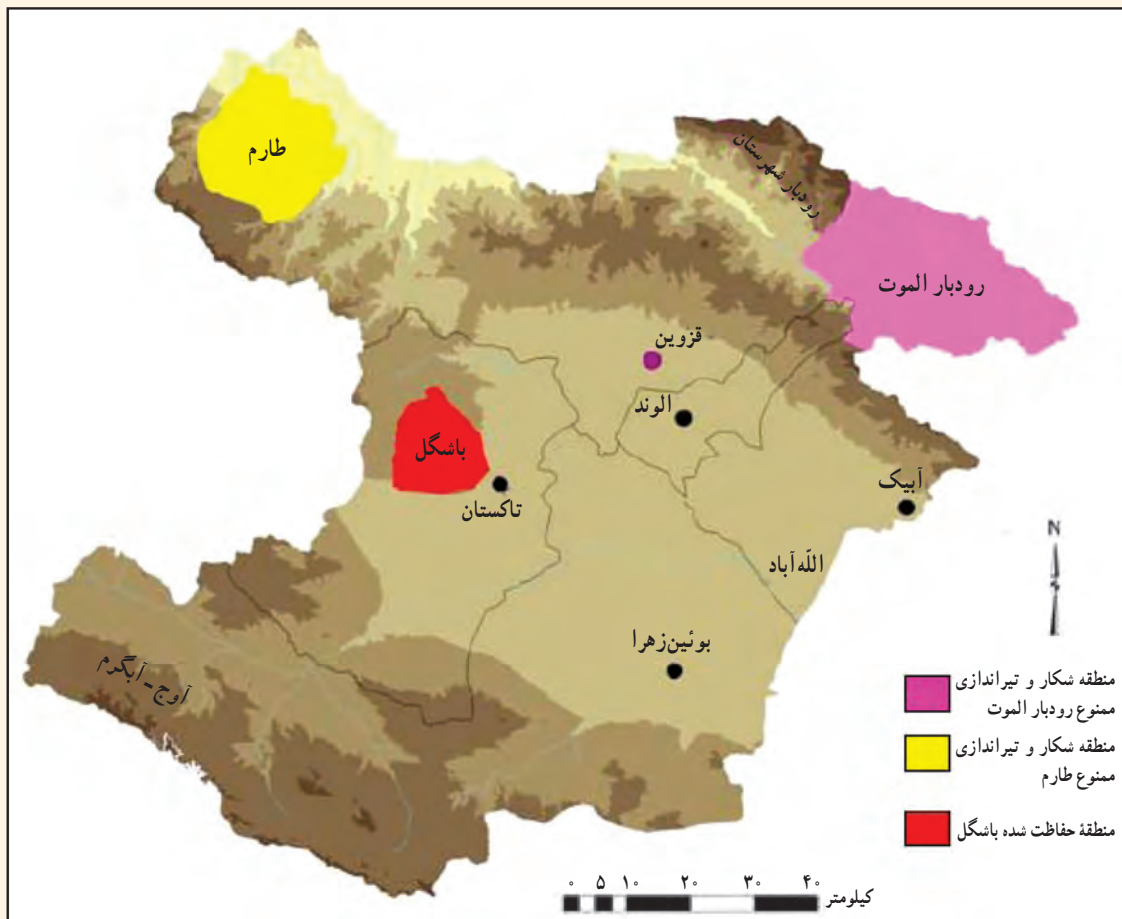 طارم
رودبار شهرستان
رودبار الموت
قزوین
الوند
باشگل
تاکستان
آبیک
اللّه‌آباد
بوئین‌زهرا
آوج-آبگرم
N
منطقه شکار و تیراندازی
ممنوع رودبار الموت
منطقه شکار و تیراندازی
ممنوع طارم
منطقهٔ حفاظت شده باشگل
۰ ۵ ۱۰ ۲۰ ۳۰ ۴۰ کیلومتر